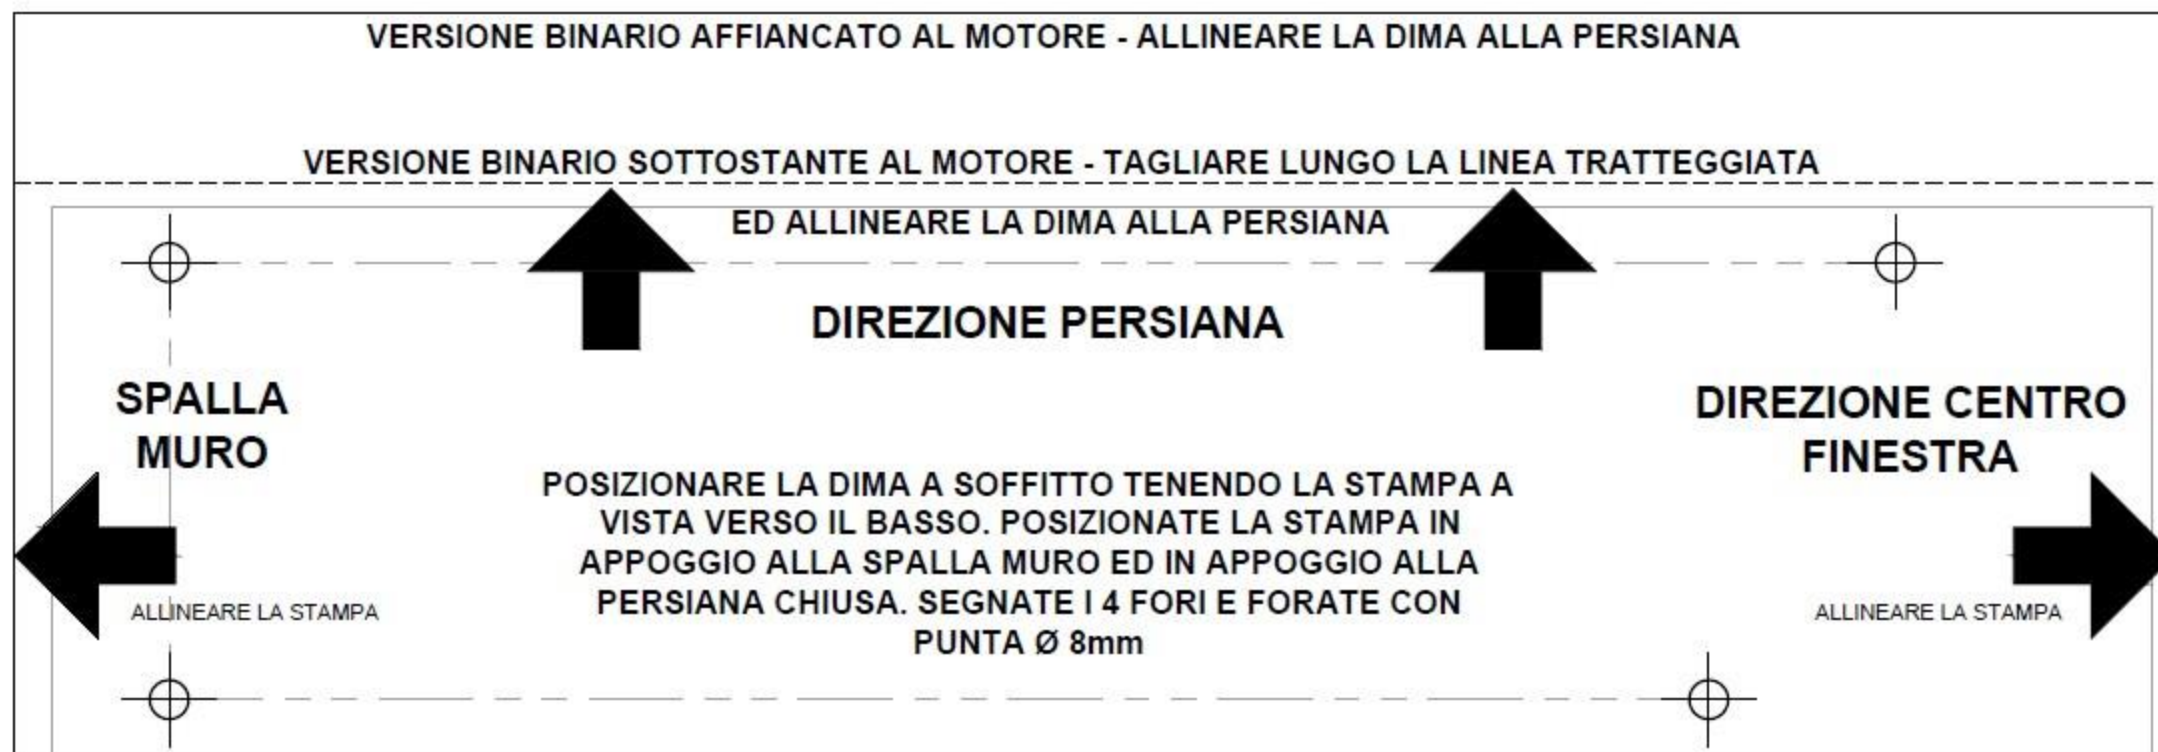 VERSIONE BINARIO AFFIANCATO AL MOTORE - ALLINEARE LA DIMA ALLA PERSIANA
VERSIONE BINARIO SOTTOSTANTE AL MOTORE - TAGLIARE LUNGO LA LINEA TRATTEGGIATA
ED ALLINEARE LA DIMA ALLA PERSIANA
DIREZIONE PERSIANA
SPALLA
MURO
DIREZIONE CENTRO
FINESTRA
POSIZIONARE LA DIMA A SOFFITTO TENENDO LA STAMPA A
VISTA VERSO IL BASSO. POSIZIONATE LA STAMPA IN
APPOGGIO ALLA SPALLA MURO ED IN APPOGGIO ALLA
PERSIANA CHIUSA. SEGNATE I 4 FORI E FORATE CON
PUNTA Ø 8mm
ALLINEARE LA STAMPA
ALLINEARE LA STAMPA